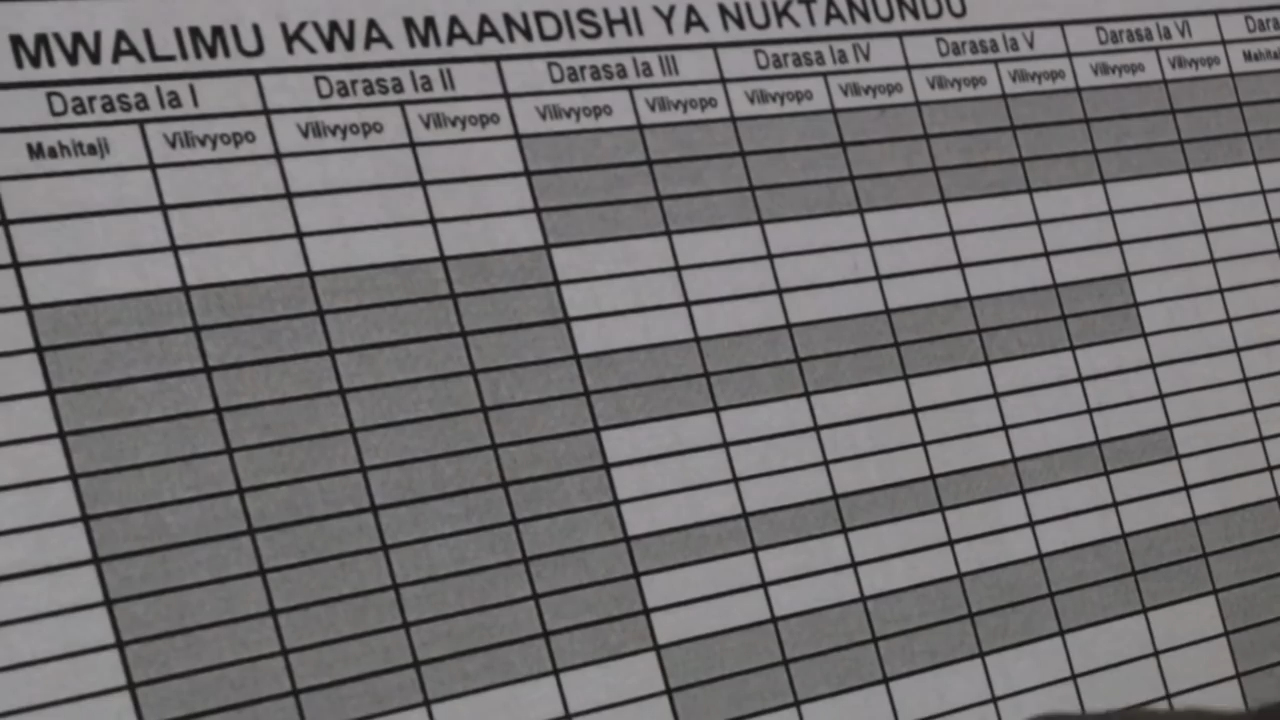 MWALIMU KWA MAANDISHI YA NUKTANUNDU
Darasa la I Darasa la II Darasa la III Darasa la IV Darasa la V Darasa la VI
Mahitaji Vilivyopo Vilivyopo Vilivyopo Vilivyopo Vilivyopo Vilivyopo Vilivyopo Vilivyopo Vilivyopo Vilivyopo Vilivyopo